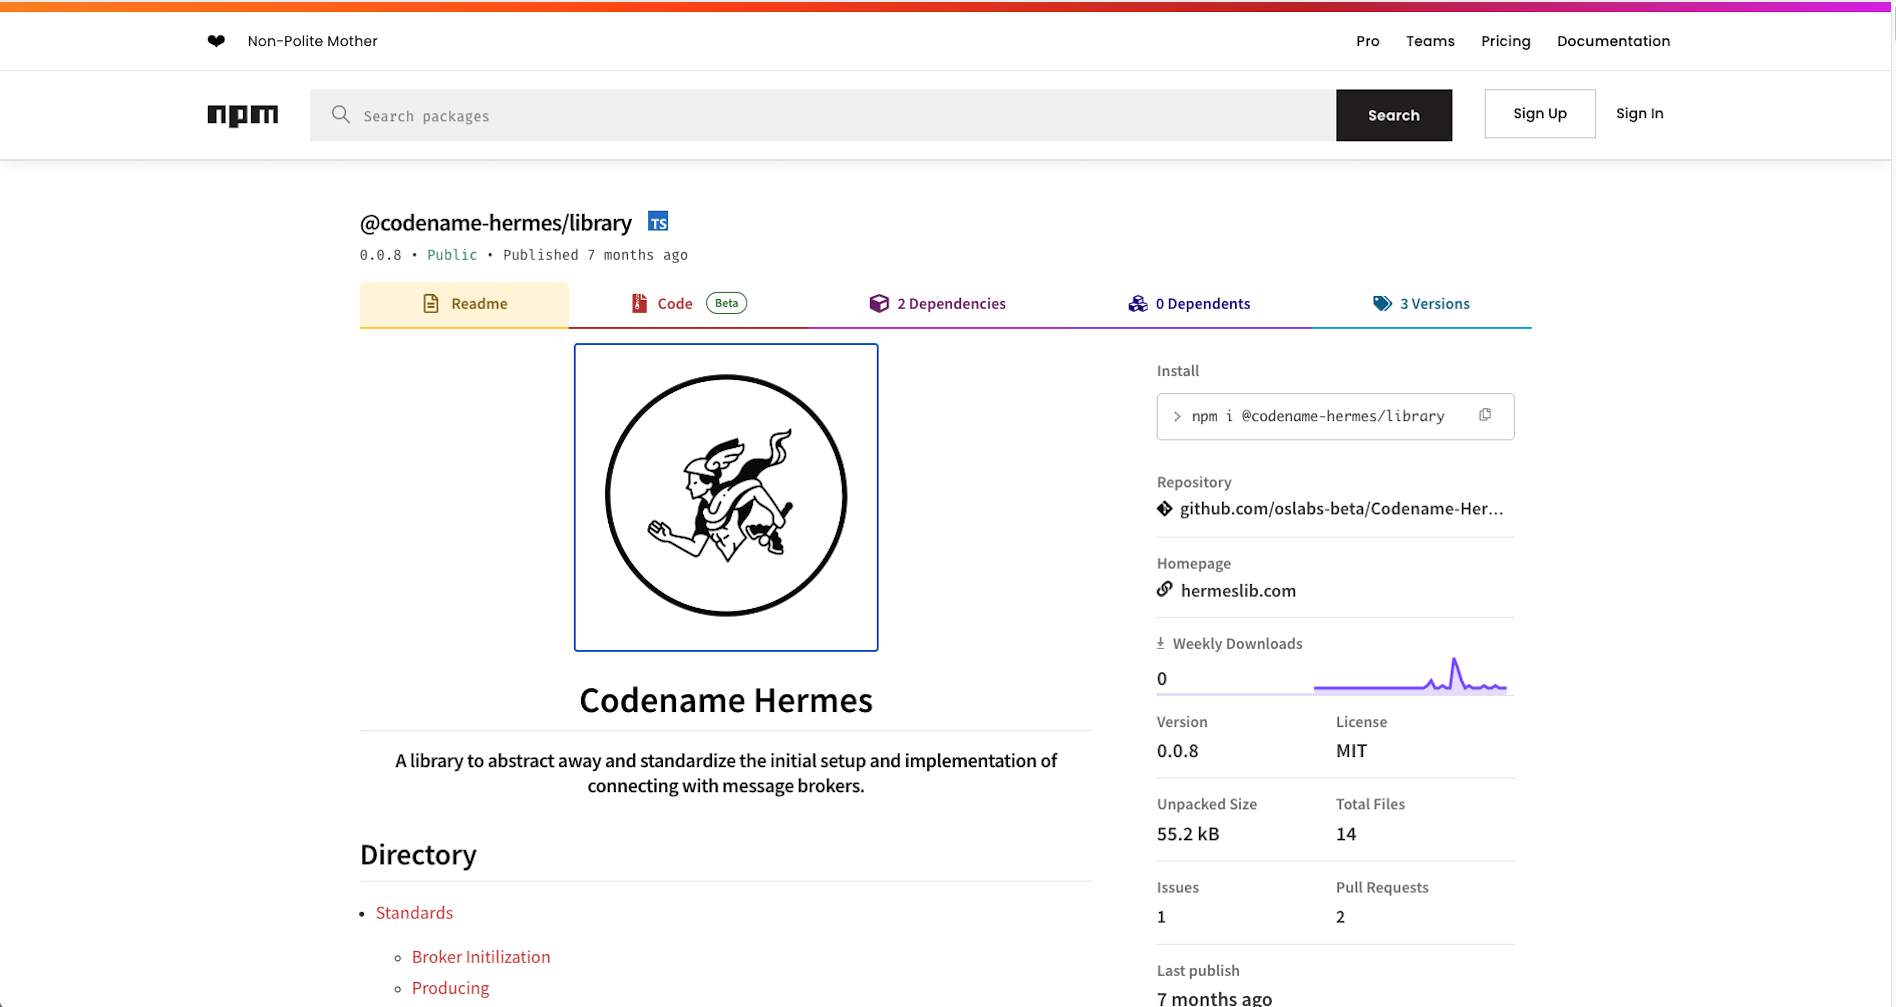 Non-Polite Mother
Pro
Teams
Pricing
Documentation
npm
Search packages
Search
Sign Up
Sign In
@codename-hermes/library
TS
0.0.8 • Public • Published 7 months ago
Readme
Code
Beta
2 Dependencies
0 Dependents
3 Versions
Codename Hermes
A library to abstract away and standardize the initial setup and implementation of
connecting with message brokers.
Directory
• Standards
◦ Broker Initilization
◦ Producing
Install
> npm i @codename-hermes/library
Repository
github.com/oslabs-beta/Codename-Her...
Homepage
hermeslib.com
Weekly Downloads
0
Version
0.0.8
License
MIT
Unpacked Size
55.2 kB
Total Files
14
Issues
1
Pull Requests
2
Last publish
7 months ago